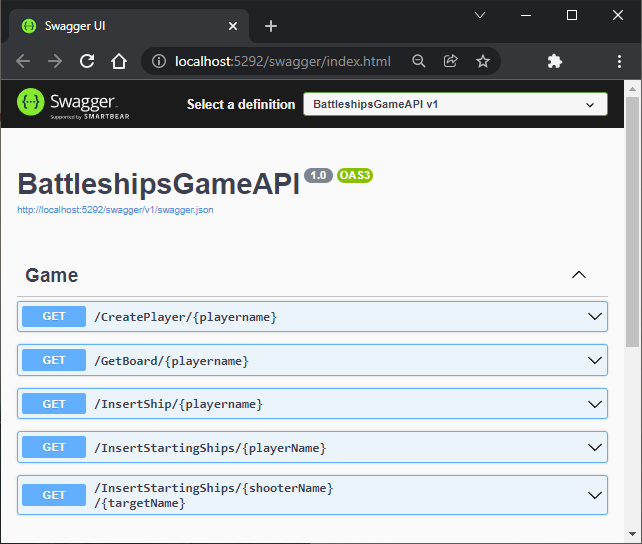 Swagger UI
localhost:5292/swagger/index.html
Swagger
Supported by SMARTBEAR
Select a definition
BattleshipsGameAPI v1
BattleshipsGameAPI 1.0 OAS3
http://localhost:5292/swagger/v1/swagger.json
Game
GET /CreatePlayer/{playername}
GET /GetBoard/{playername}
GET /InsertShip/{playername}
GET /InsertStartingShips/{playerName}
GET /InsertStartingShips/{shooterName}
/{targetName}